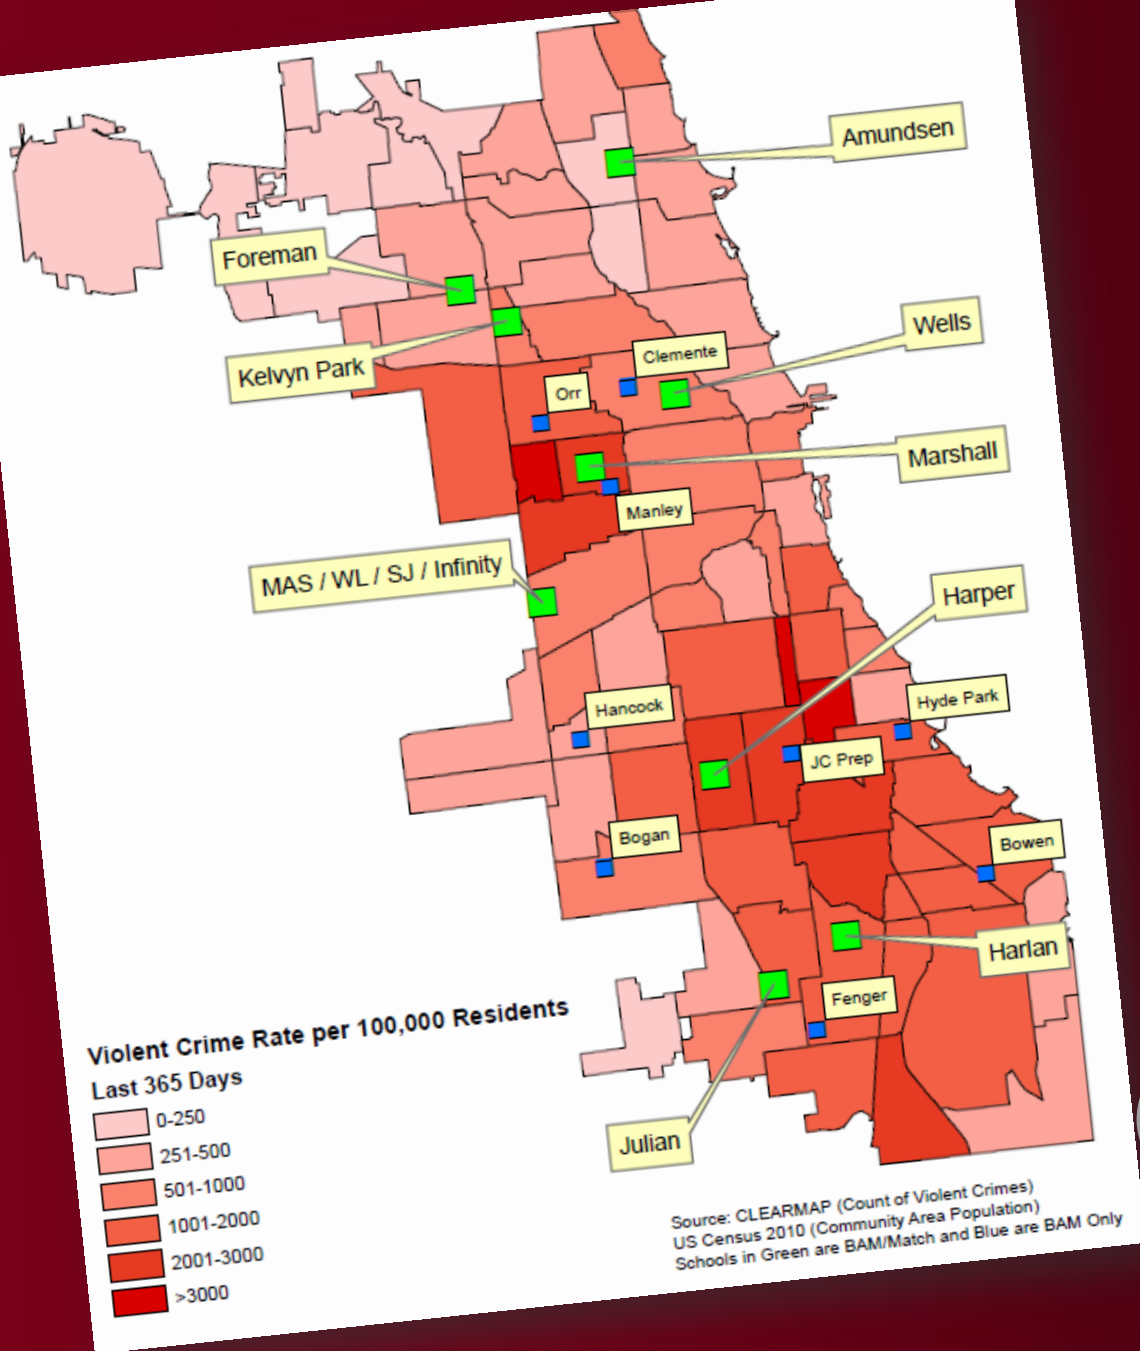 Amundsen
Foreman
Wells
Kelvyn Park
Clemente
Orr
Marshall
Manley
MAS / WL / SJ / Infinity
Harper
Hyde Park
Hancock
JC Prep
Bogan
Bowen
Harlan
Fenger
Julian
Violent Crime Rate per 100,000 Residents
Last 365 Days
0-250
251-500
501-1000
1001-2000
2001-3000
>3000
Source: CLEARMAP (Count of Violent Crimes)
US Census 2010 (Community Area Population)
Schools in Green are BAM/Match and Blue are BAM Only